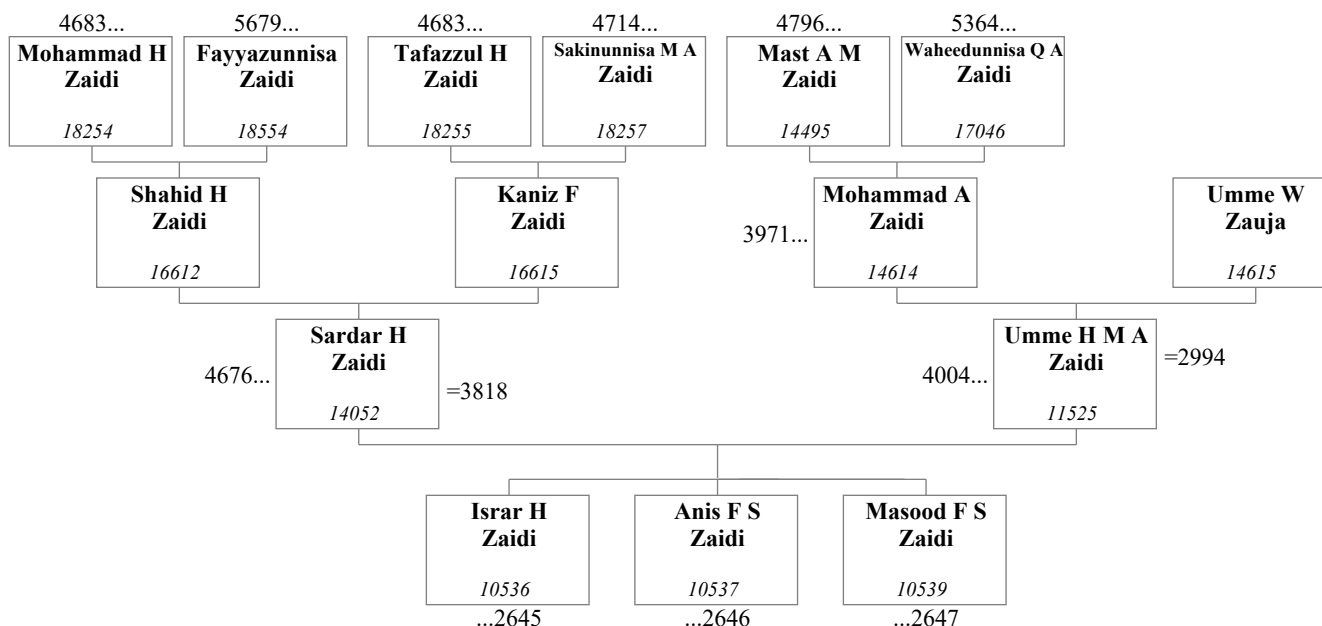 4683... 5679... 4683... 4714... 4796... 5364...
Mohammad H Fayyazunnisa Tafazzul H Sakinunnisa M A Mast A M Waheedunnisa Q A
Zaidi Zaidi Zaidi Zaidi Zaidi Zaidi
18254 18554 18255 18257 14495 17046
Shahid H Kaniz F Mohammad A Umme W
Zaidi Zaidi Zaidi Zauja
3971...
16612 16615 14614 14615
Sardar H Umme H M A
Zaidi Zaidi =2994
4676... =3818 4004...
14052 11525
Israr H Anis F S Masood F S
Zaidi Zaidi Zaidi
10536 10537 10539
...2645 ...2646 ...2647